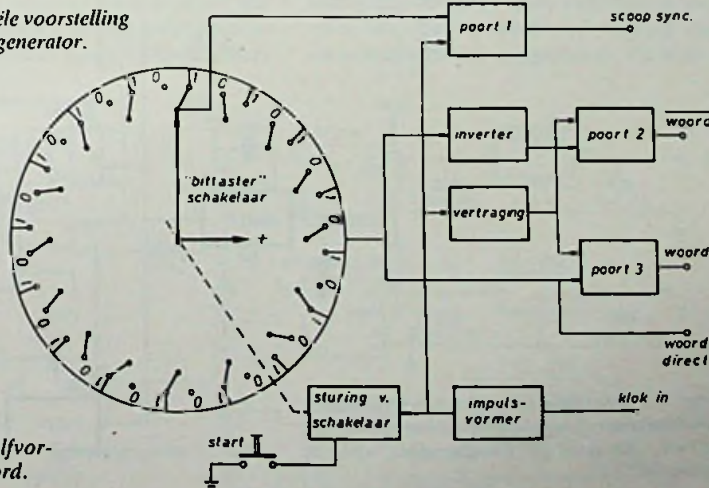 ële voorstelling
generator.
poort 1
scoop sync.
inverter
poort 2
woord
"bittaster"
schakelaar
+
vertraging
poort 3
woord
woord
direct
sturing v.
schakelaar
impuls-
vormer
klok in
start
lfvor-
ord.